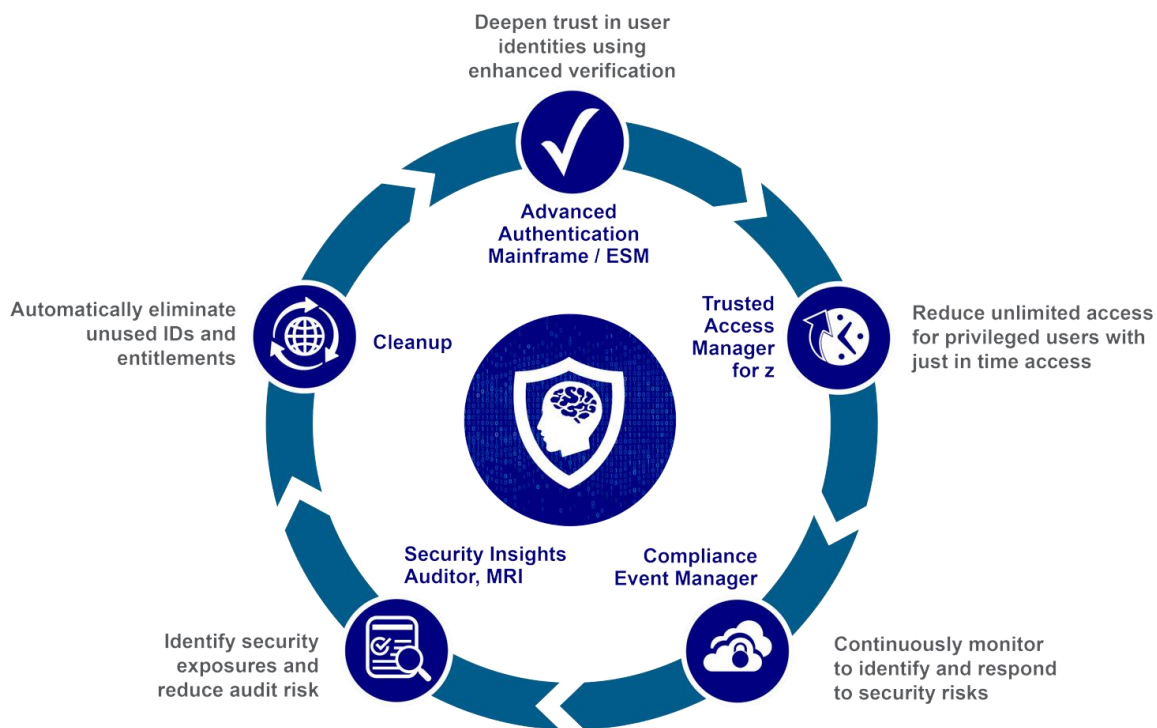 Deepen trust in user
identities using
enhanced verification
Advanced
Authentication
Mainframe / ESM
Trusted
Access
Manager
for z
Reduce unlimited access
for privileged users with
just in time access
Compliance
Event Manager
Continuously monitor
to identify and respond
to security risks
Security Insights
Auditor, MRI
Identify security
exposures and
reduce audit risk
Cleanup
Automatically eliminate
unused IDs and
entitlements